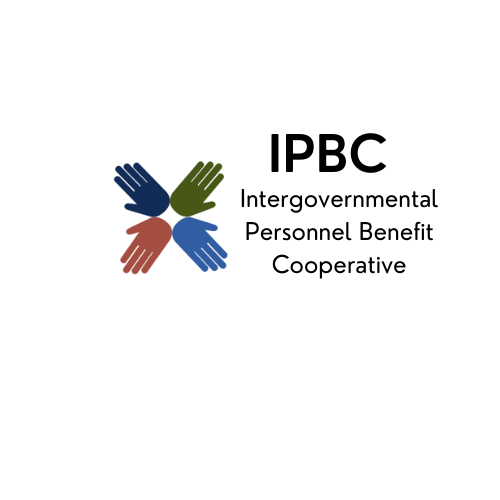 IPBC
Intergovernmental
Personnel Benefit
Cooperative